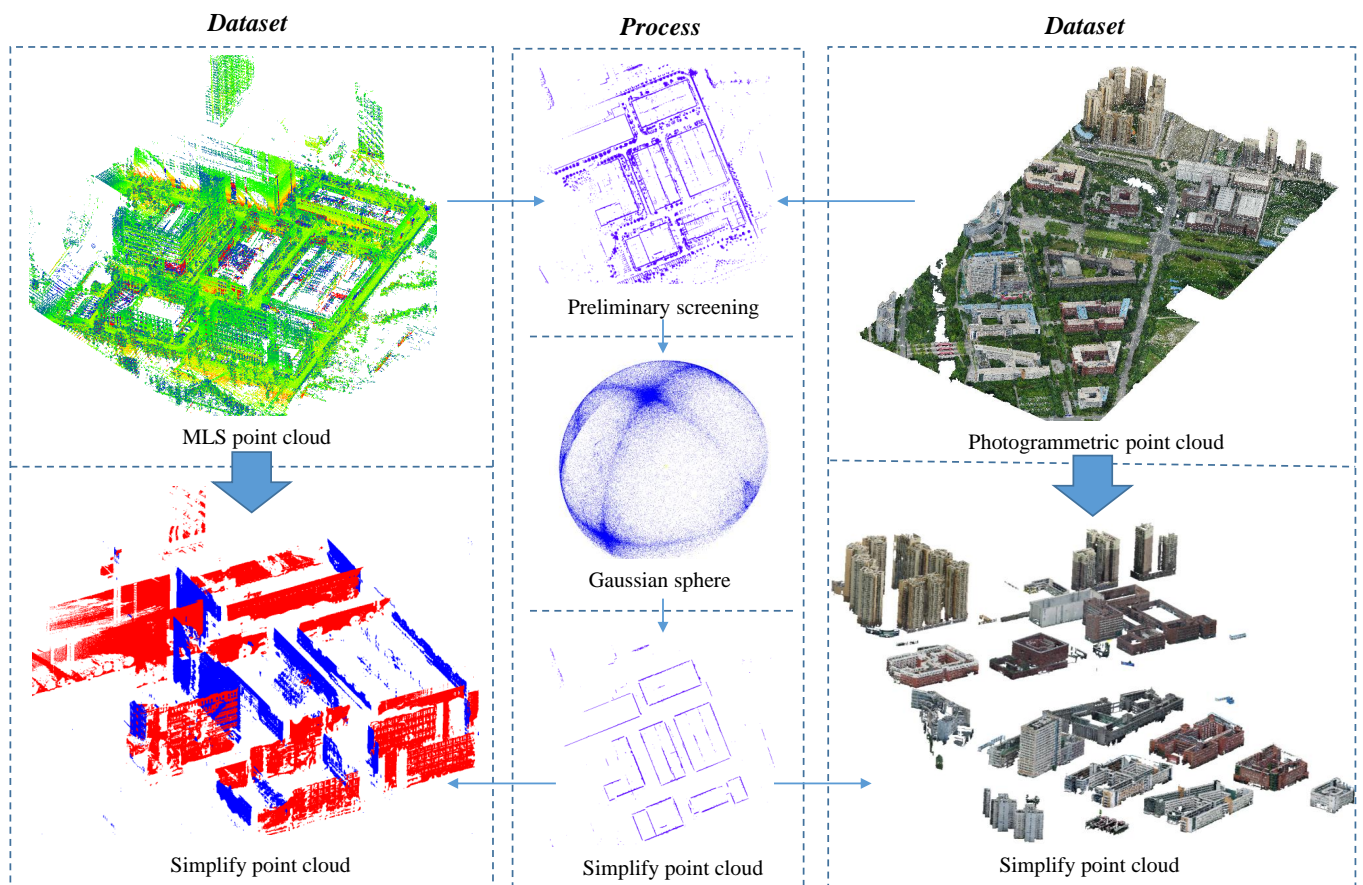 Dataset
Process
Dataset
Preliminary screening
MLS point cloud
Photogrammetric point cloud
Gaussian sphere
Simplify point cloud
Simplify point cloud
Simplify point cloud